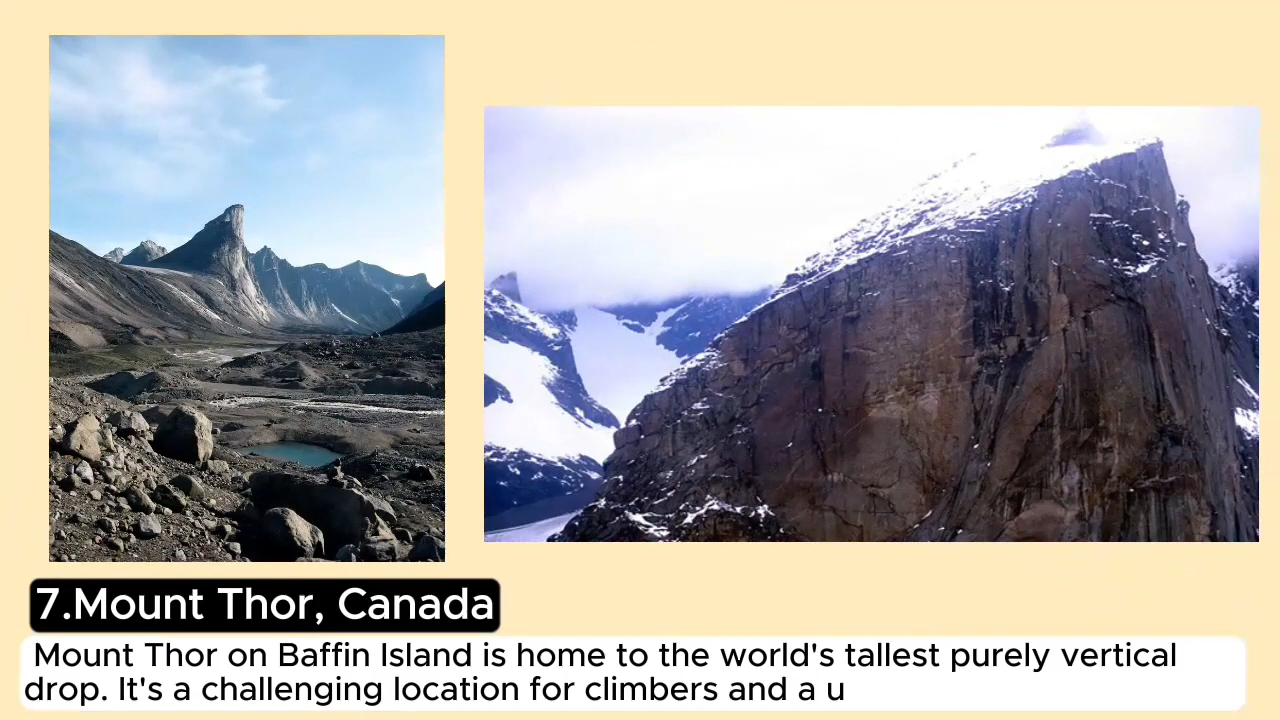 7.Mount Thor, Canada
Mount Thor on Baffin Island is home to the world's tallest purely vertical
drop. It's a challenging location for climbers and a u